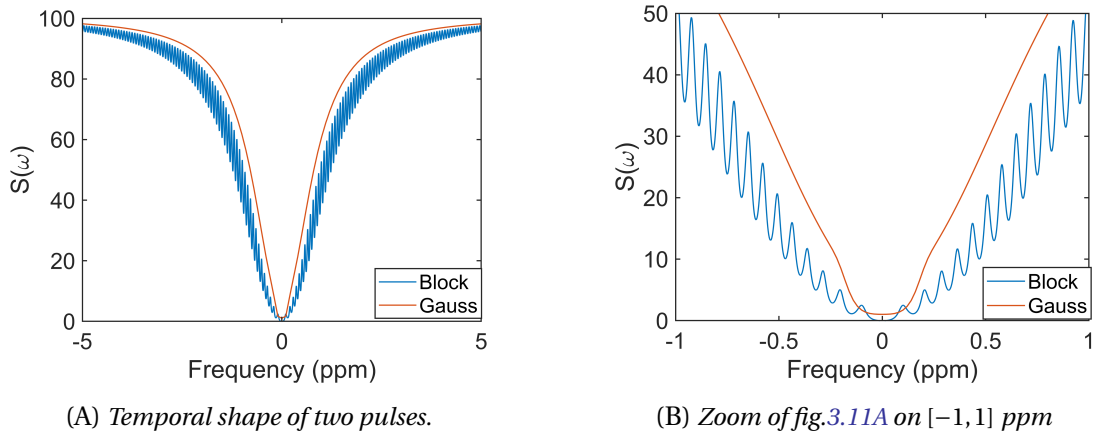 100
80
60
40
20
0
S(ω)
-5
0
5
Frequency (ppm)
Block
Gauss
(A) Temporal shape of two pulses.
50
40
30
20
10
0
S(ω)
-1
-0.5
0
0.5
1
Frequency (ppm)
Block
Gauss
(B) Zoom of fig.3.11A on [−1, 1] ppm